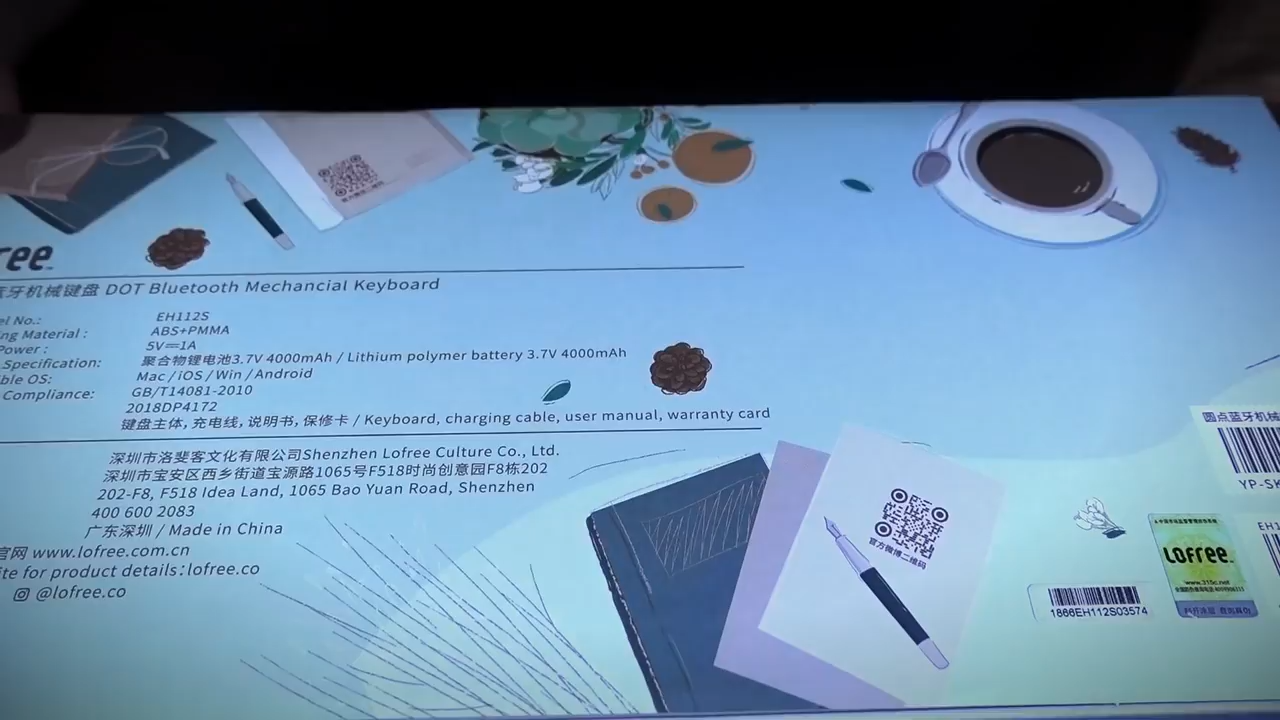 ree
蓝牙机械键盘 DOT Bluetooth Mechancial Keyboard
No.: EH112S
Material : ABS+PMMA
Power : 5V⎓1A
Specification: 聚合物锂电池3.7V 4000mAh / Lithium polymer battery 3.7V 4000mAh
OS: Mac / iOS / Win / Android
Compliance: GB/T14081-2010
2018DP4172
键盘主体, 充电线, 说明书, 保修卡 / Keyboard, charging cable, user manual, warranty card
深圳市洛斐客文化有限公司Shenzhen Lofree Culture Co., Ltd.
深圳市宝安区西乡街道宝源路1065号F518时尚创意园F8栋202
202-F8, F518 Idea Land, 1065 Bao Yuan Road, Shenzhen
400 600 2083
广东深圳 / Made in China
官网 www.lofree.com.cn
for product details：lofree.co
@lofree.co
官方微博二维码
圆点蓝牙机械
YP-SK
LOFREE
www.315c.net
1866EH112S03574